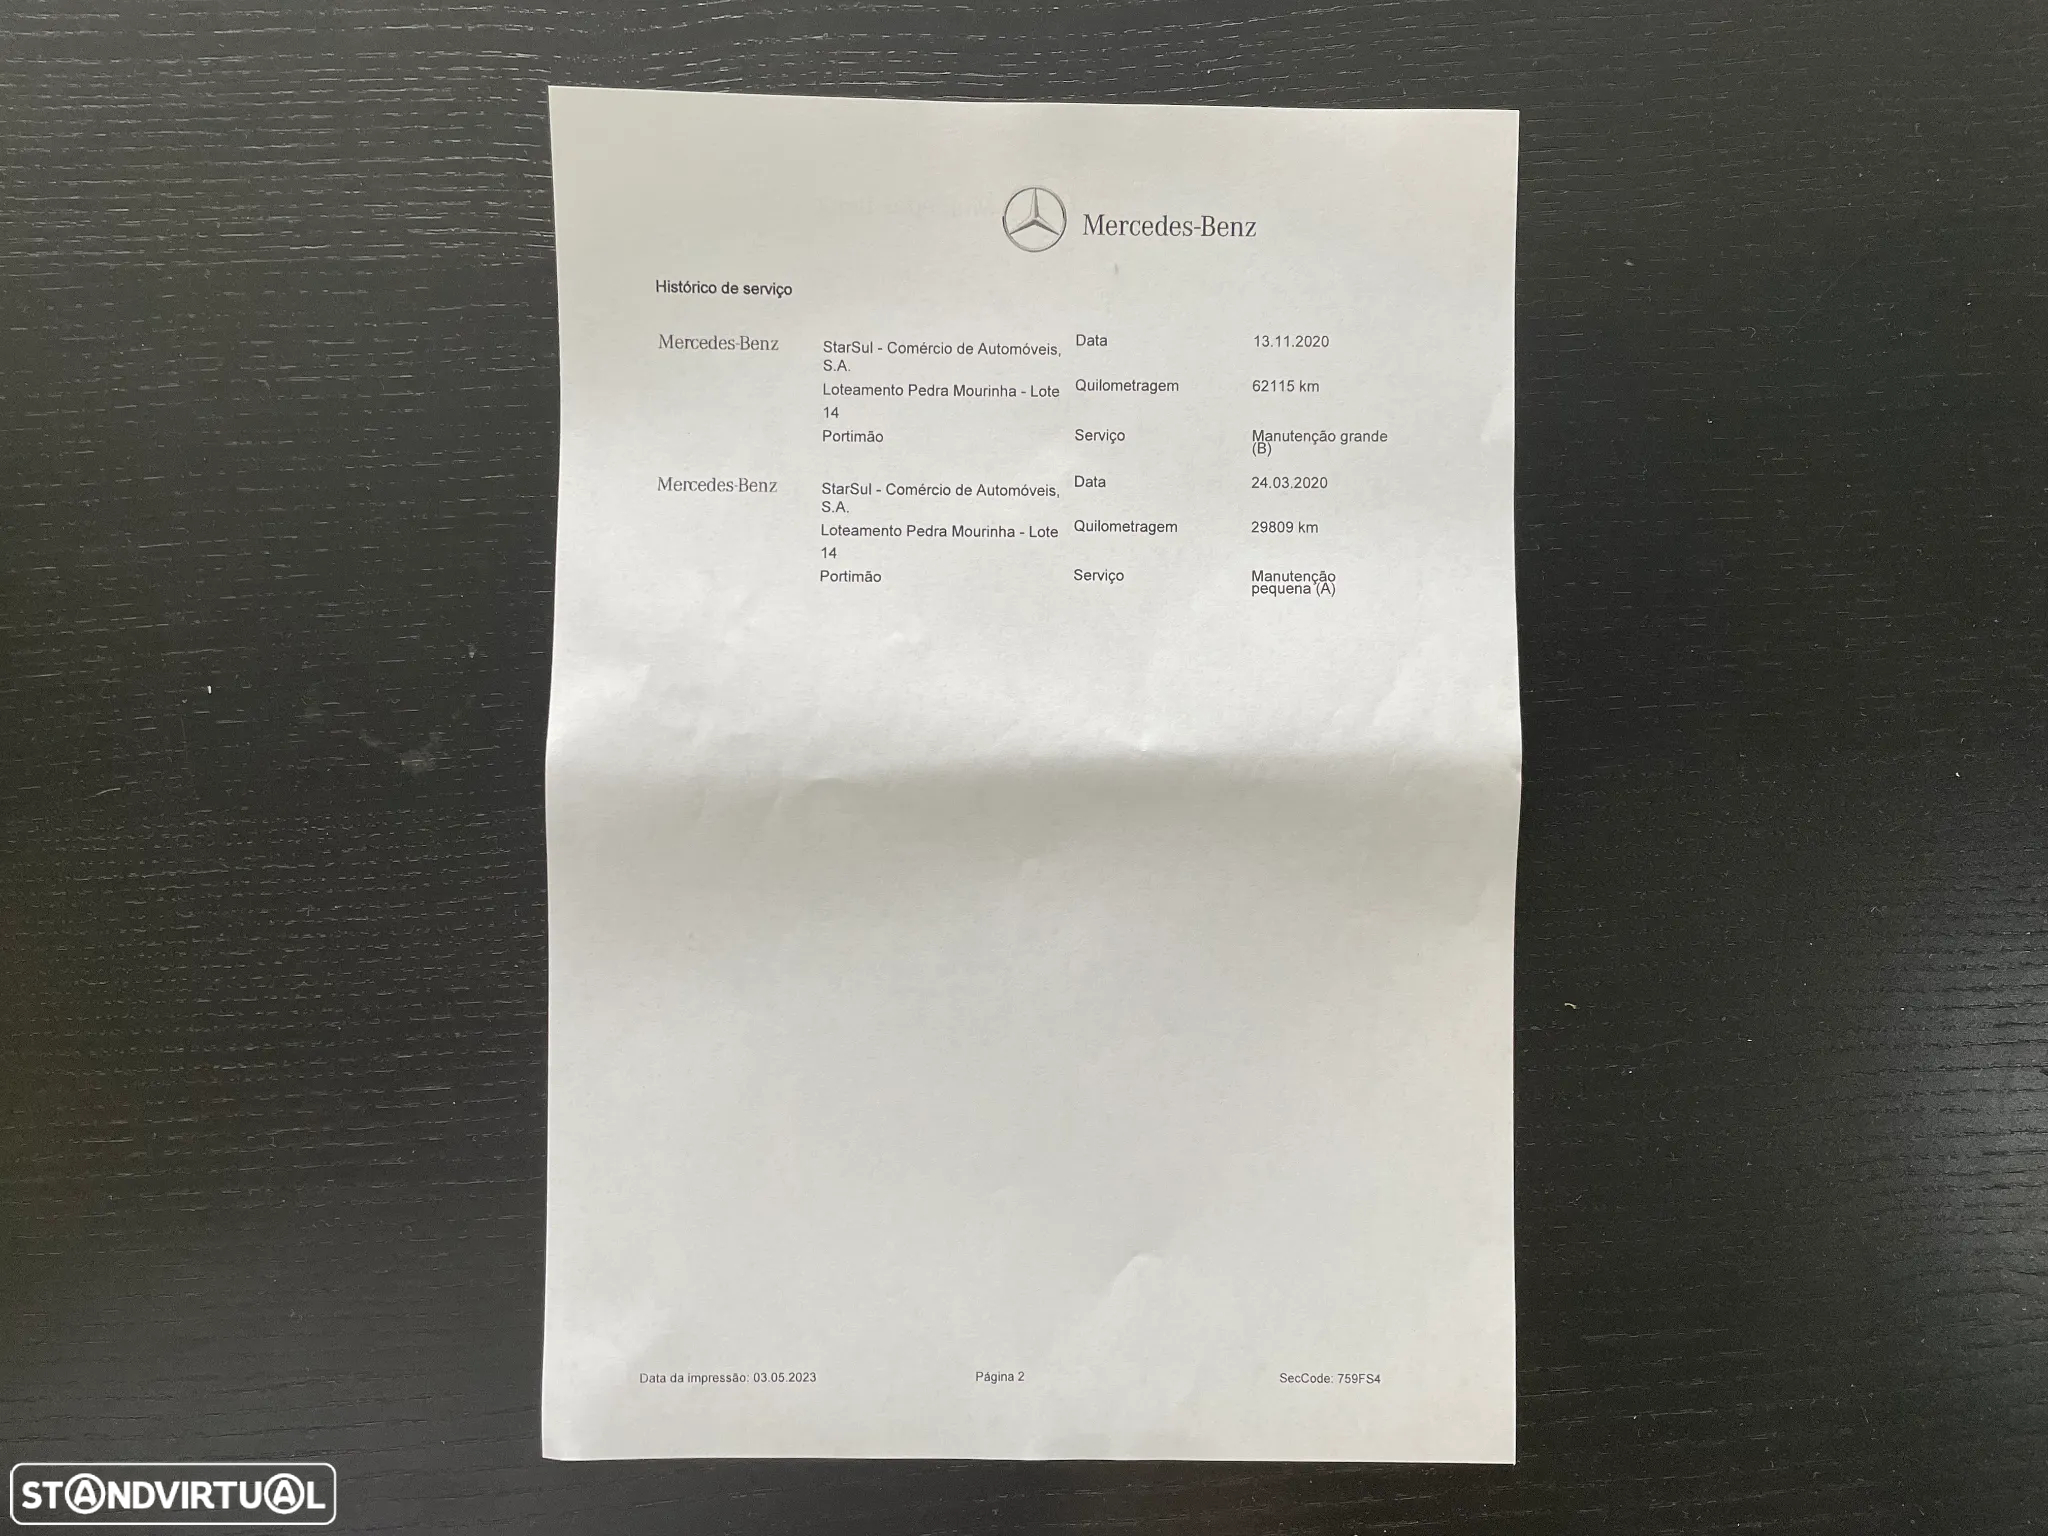 Mercedes-Benz
Histórico de serviço
Mercedes-Benz
StarSul - Comércio de Automóveis,
S.A.
Loteamento Pedra Mourinha - Lote
14
Portimão
Data
13.11.2020
Quilometragem
62115 km
Serviço
Manutenção grande
(B)
Mercedes-Benz
StarSul - Comércio de Automóveis,
S.A.
Loteamento Pedra Mourinha - Lote
14
Portimão
Data
24.03.2020
Quilometragem
29809 km
Serviço
Manutenção
pequena (A)
Data da impressão: 03.05.2023
Página 2
SecCode: 759FS4
STANDVIRTUAL